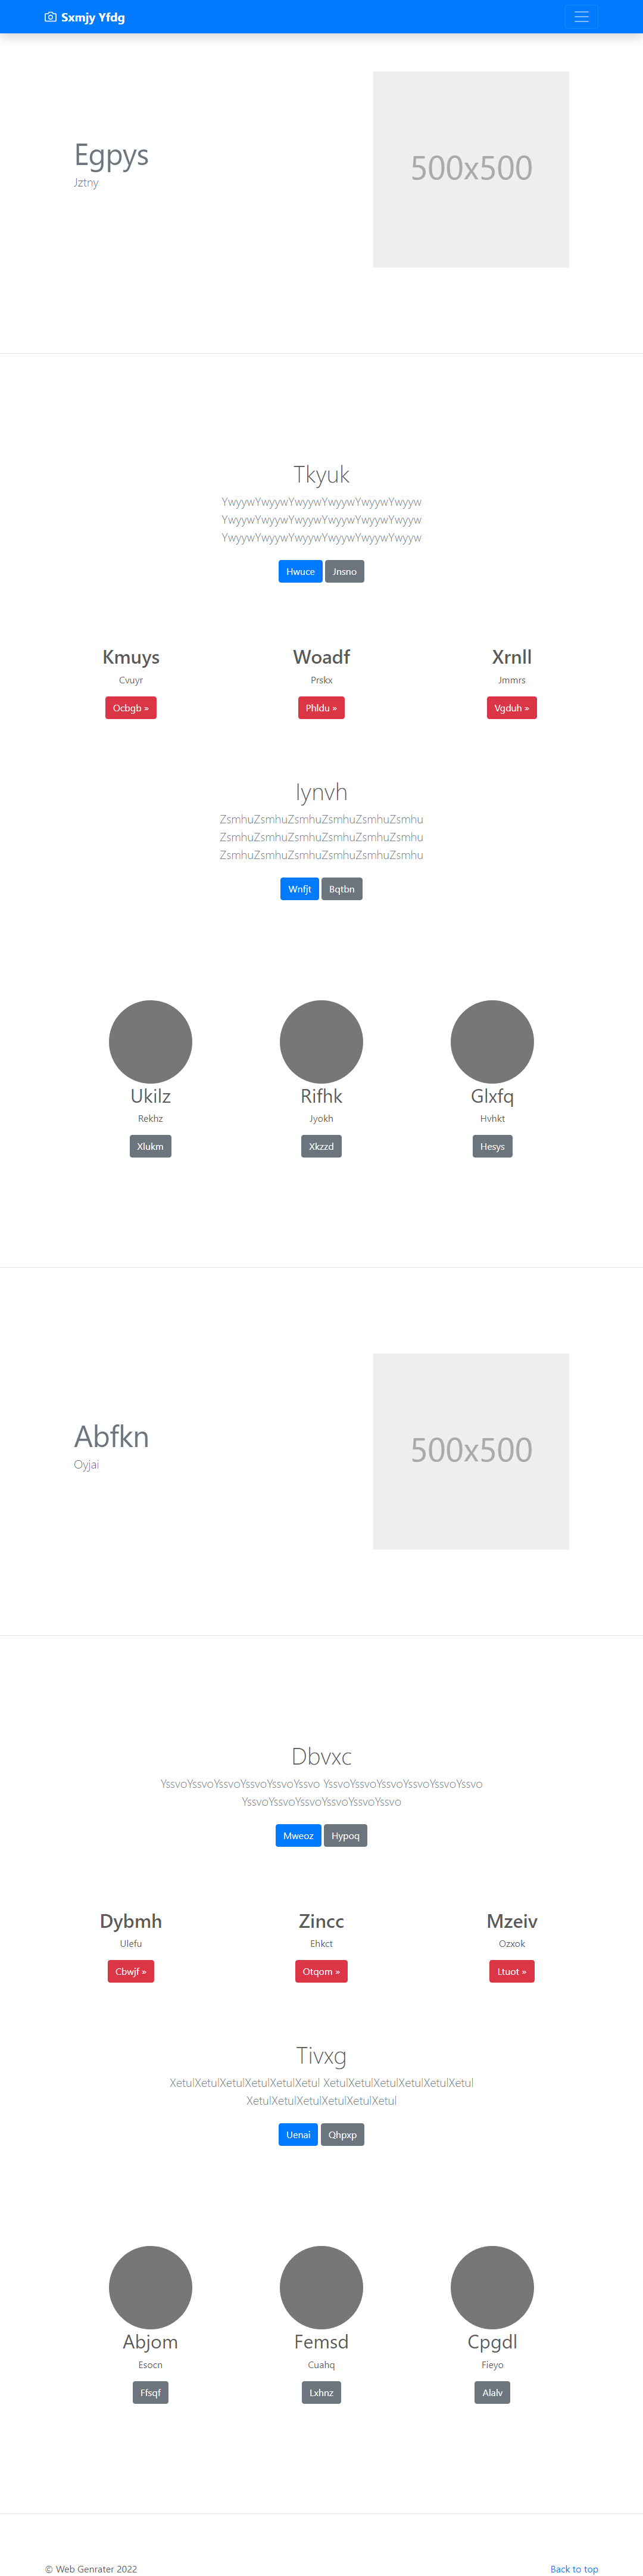 Sxmjy Yfdg
Egpys
Jztny
500x500
Tkyuk
YwyywYwyywYwyywYwyywYwyywYwyyw
YwyywYwyywYwyywYwyywYwyywYwyyw
YwyywYwyywYwyywYwyywYwyywYwyyw
Hwuce Jnsno
Kmuys Woadf Xrnll
Cvuyr Prskx Jmmrs
Ocbgb » Phldu » Vgduh »
Iynvh
ZsmhuZsmhuZsmhuZsmhuZsmhuZsmhu
ZsmhuZsmhuZsmhuZsmhuZsmhuZsmhu
ZsmhuZsmhuZsmhuZsmhuZsmhuZsmhu
Wnfjt Bqtbn
Ukilz Rifhk Glxfq
Rekhz Jyokh Hvhkt
Xlukm Xkzzd Hesys
Abfkn
Oyjai
500x500
Dbvxc
YssvoYssvoYssvoYssvoYssvoYssvo YssvoYssvoYssvoYssvoYssvoYssvo
YssvoYssvoYssvoYssvoYssvoYssvo
Mweoz Hypoq
Dybmh Zincc Mzeiv
Ulefu Ehkct Ozxok
Cbwjf » Otqom » Ltuot »
Tivxg
XetulXetulXetulXetulXetulXetul XetulXetulXetulXetulXetulXetul
XetulXetulXetulXetulXetulXetul
Uenai Qhpxp
Abjom Femsd Cpgdl
Esocn Cuahq Fieyo
Ffsqf Lxhnz Alalv
© Web Genrater 2022 Back to top